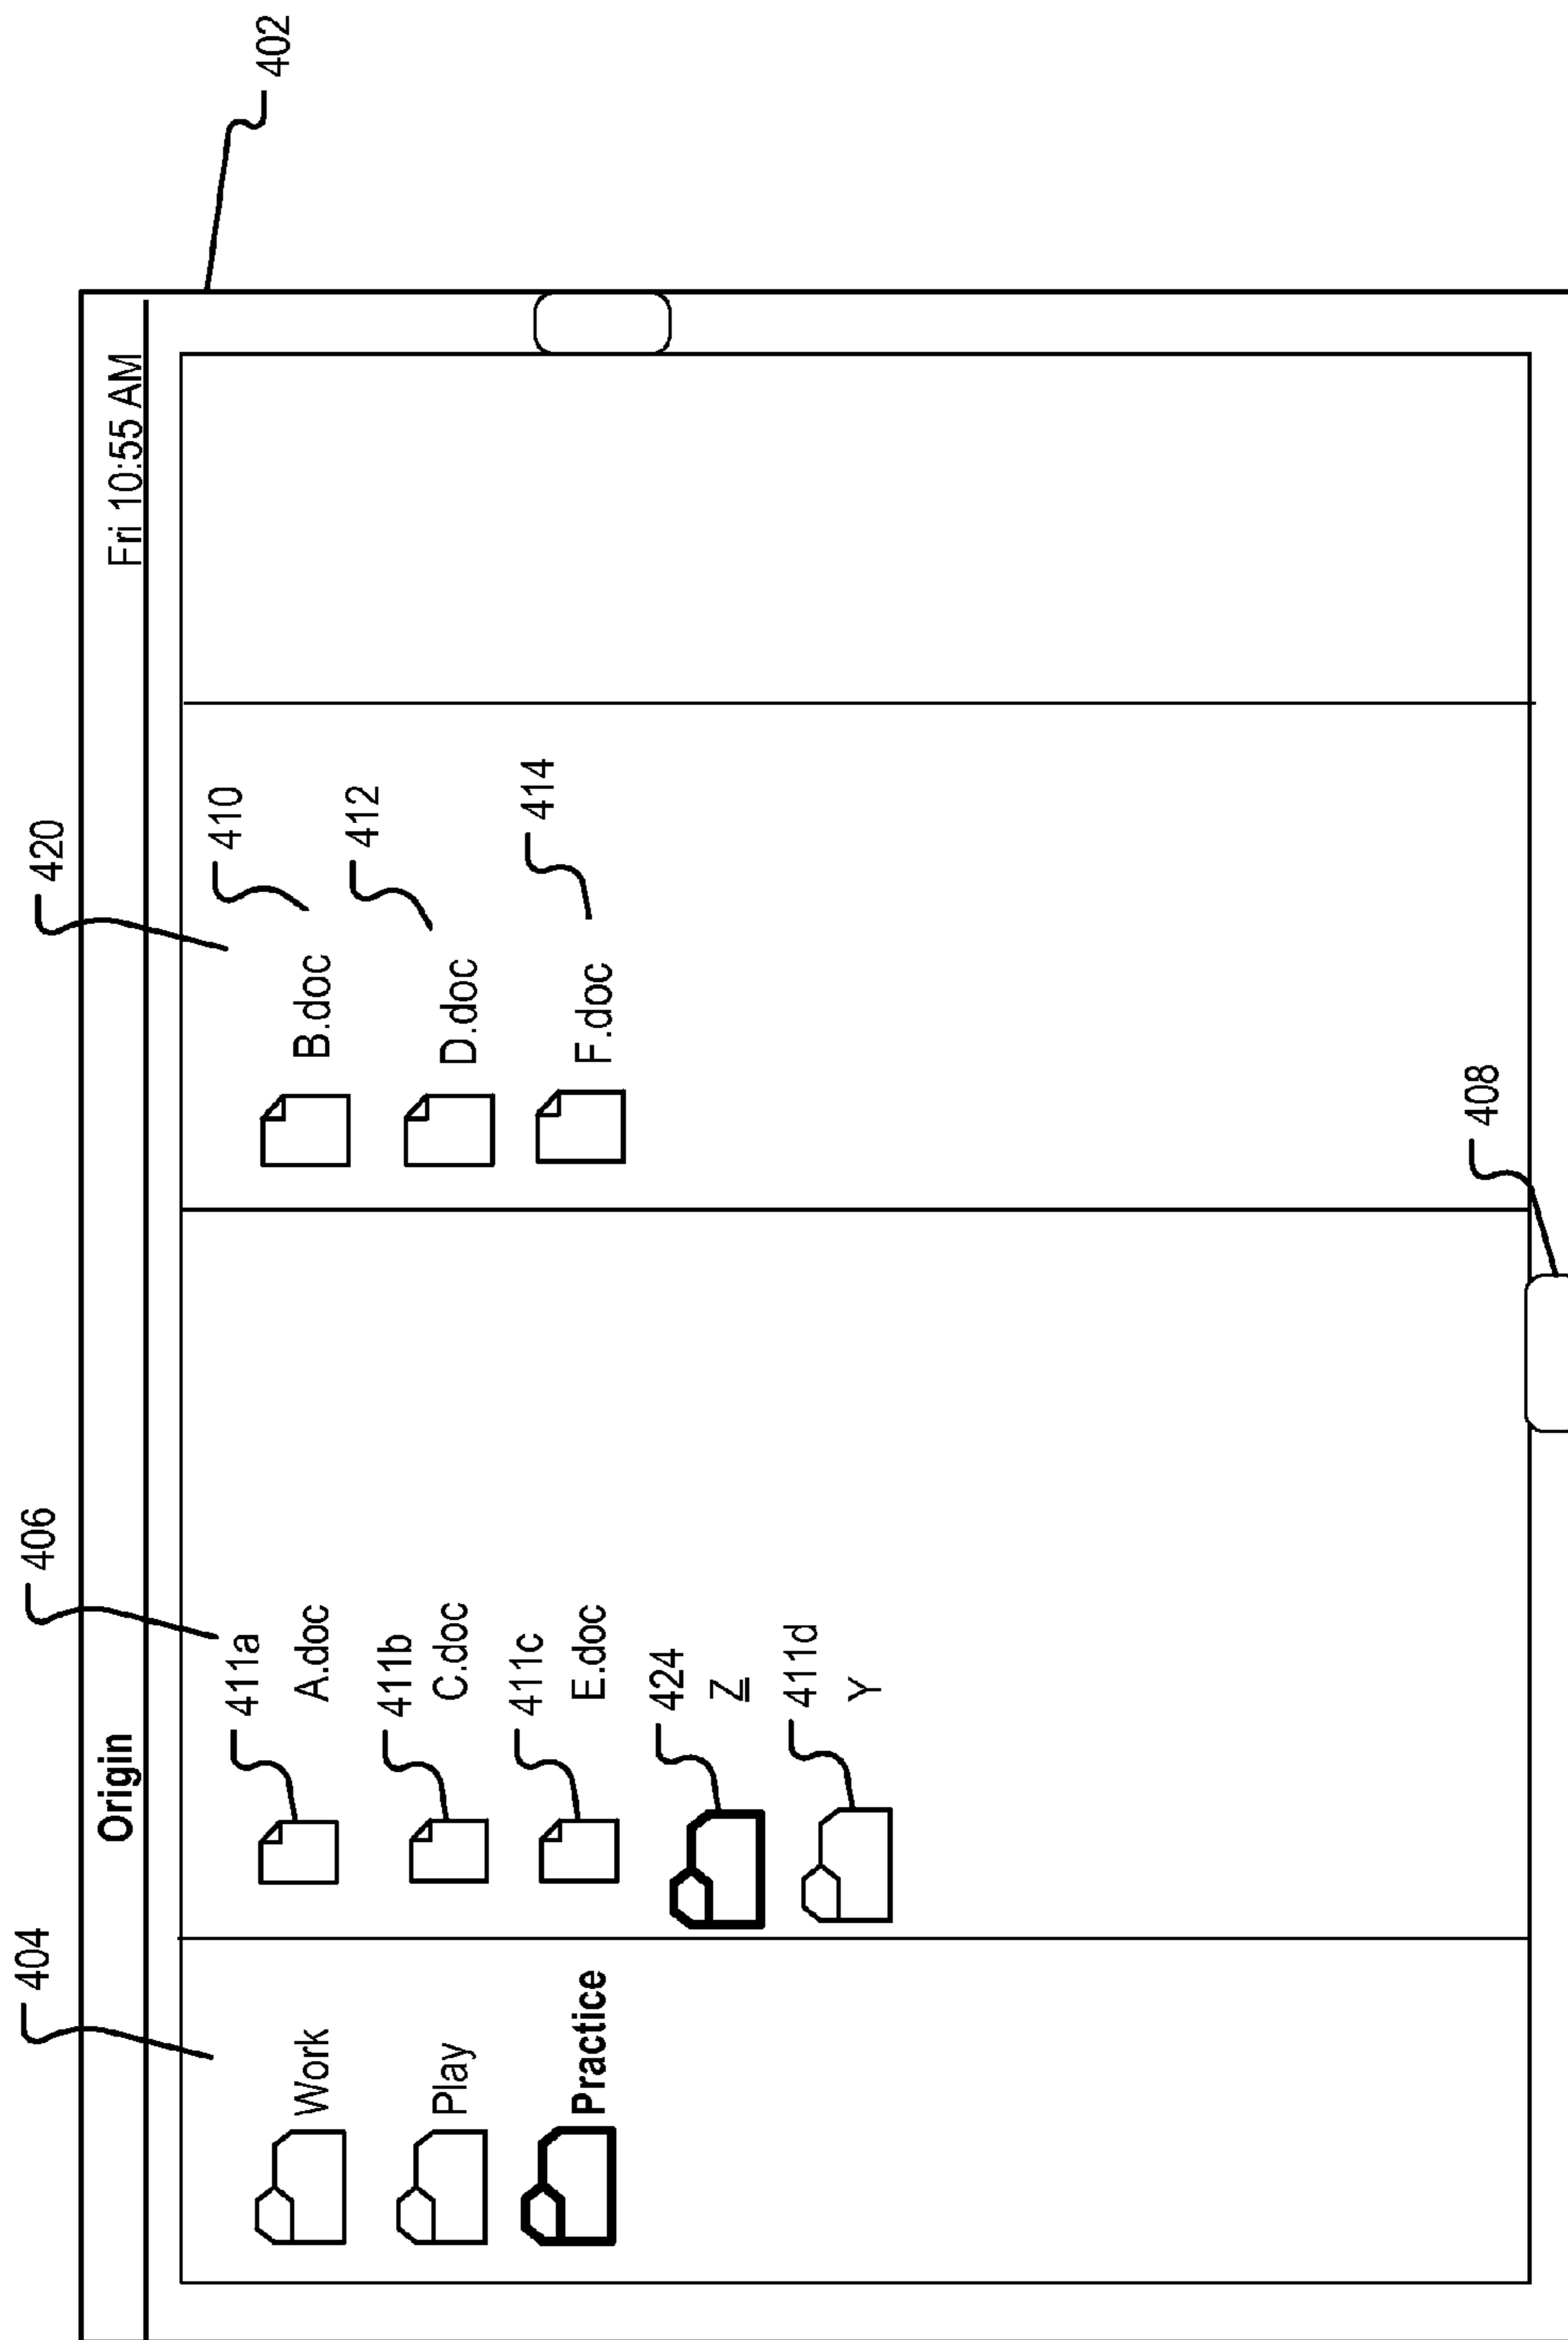 402
404
406
420
Origin
Fri 10:55 AM
Work
Play
Practice
411a
A.doc
411b
C.doc
411c
E.doc
424
Z
411d
Y
410
B.doc
412
D.doc
414
F.doc
408